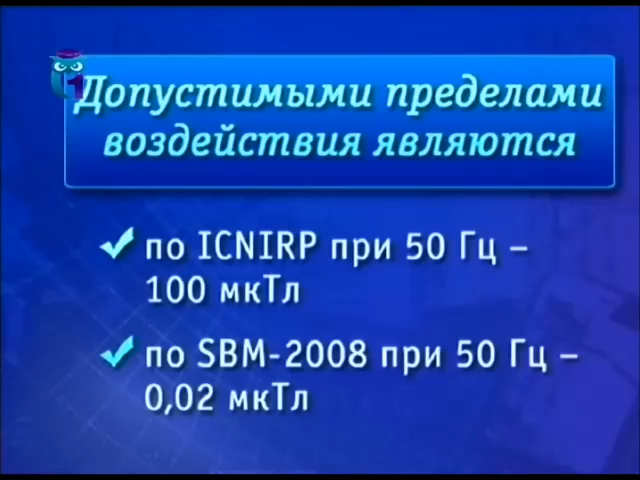 1
Допустимыми пределами
воздействия являются
по ICNIRP при 50 Гц –
100 мкТл
по SBM-2008 при 50 Гц –
0,02 мкТл